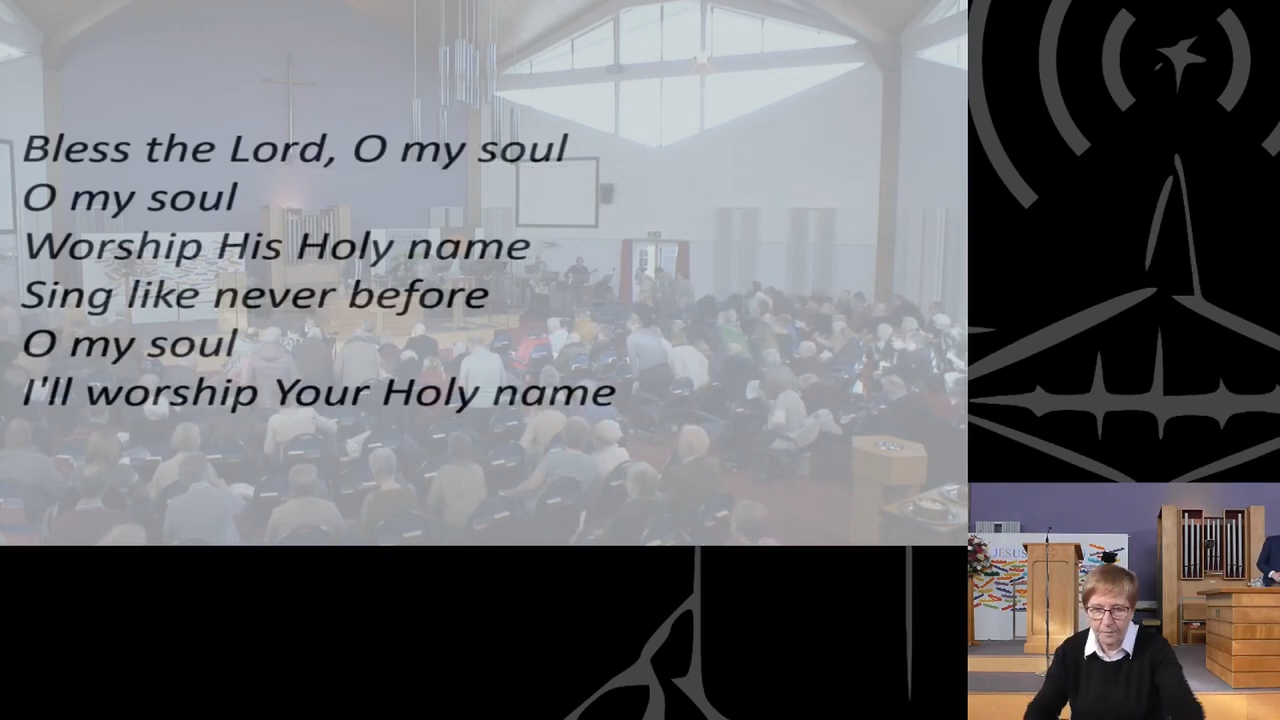 Bless the Lord, O my soul
O my soul
Worship His Holy name
Sing like never before
O my soul
I'll worship Your Holy name
JESUS